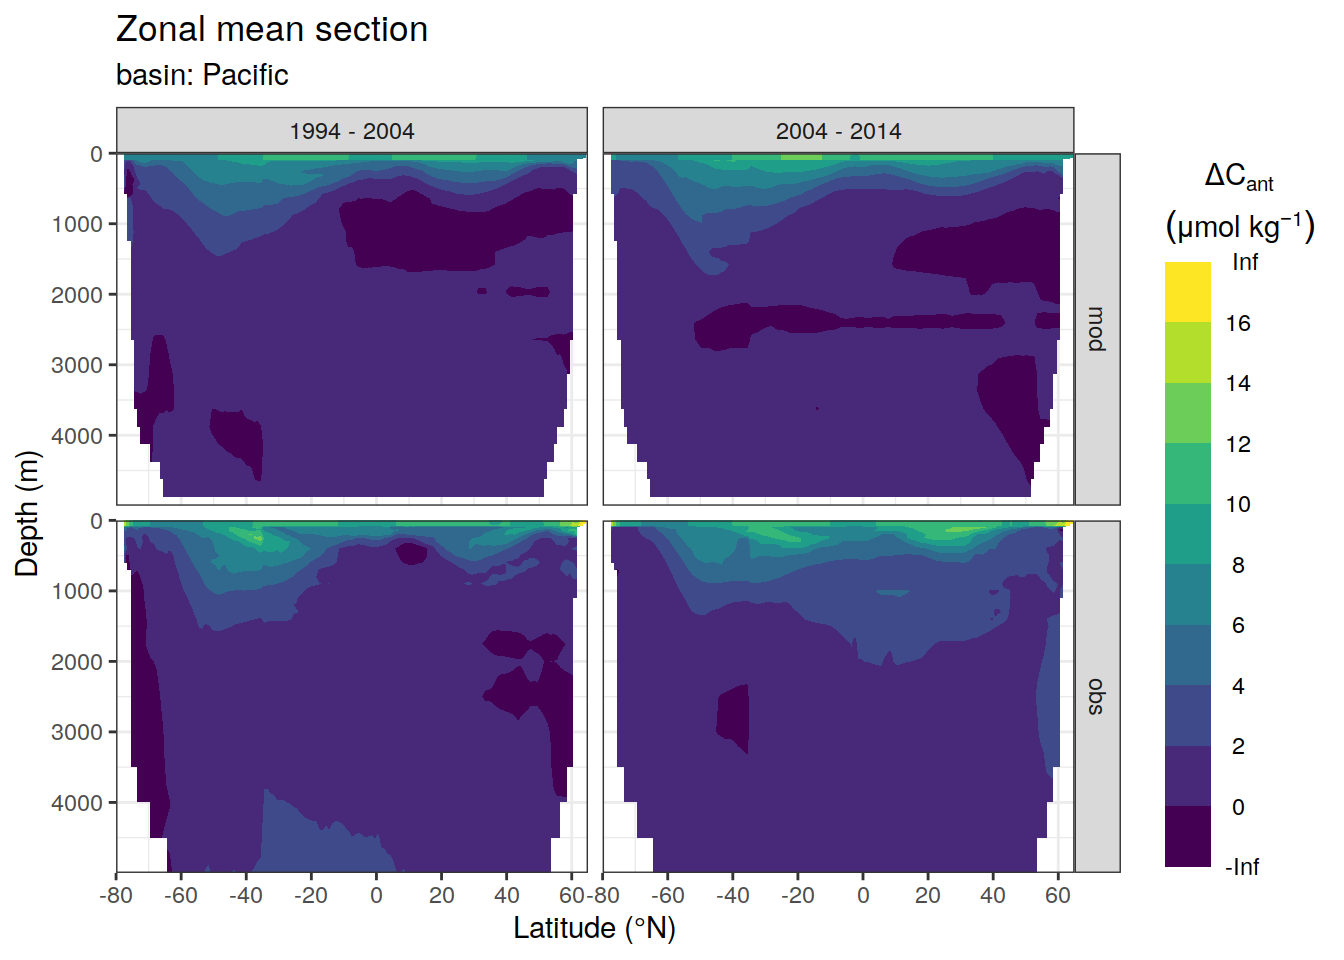 Zonal mean section
basin: Pacific
1994 - 2004
2004 - 2014
0
1000
2000
3000
4000
mod
0
1000
2000
3000
4000
obs
Depth (m)
-80 -60 -40 -20 0 20 40 60
-80 -60 -40 -20 0 20 40 60
Latitude (°N)
ΔCant
(μmol kg−1)
Inf
16
14
12
10
8
6
4
2
0
-Inf